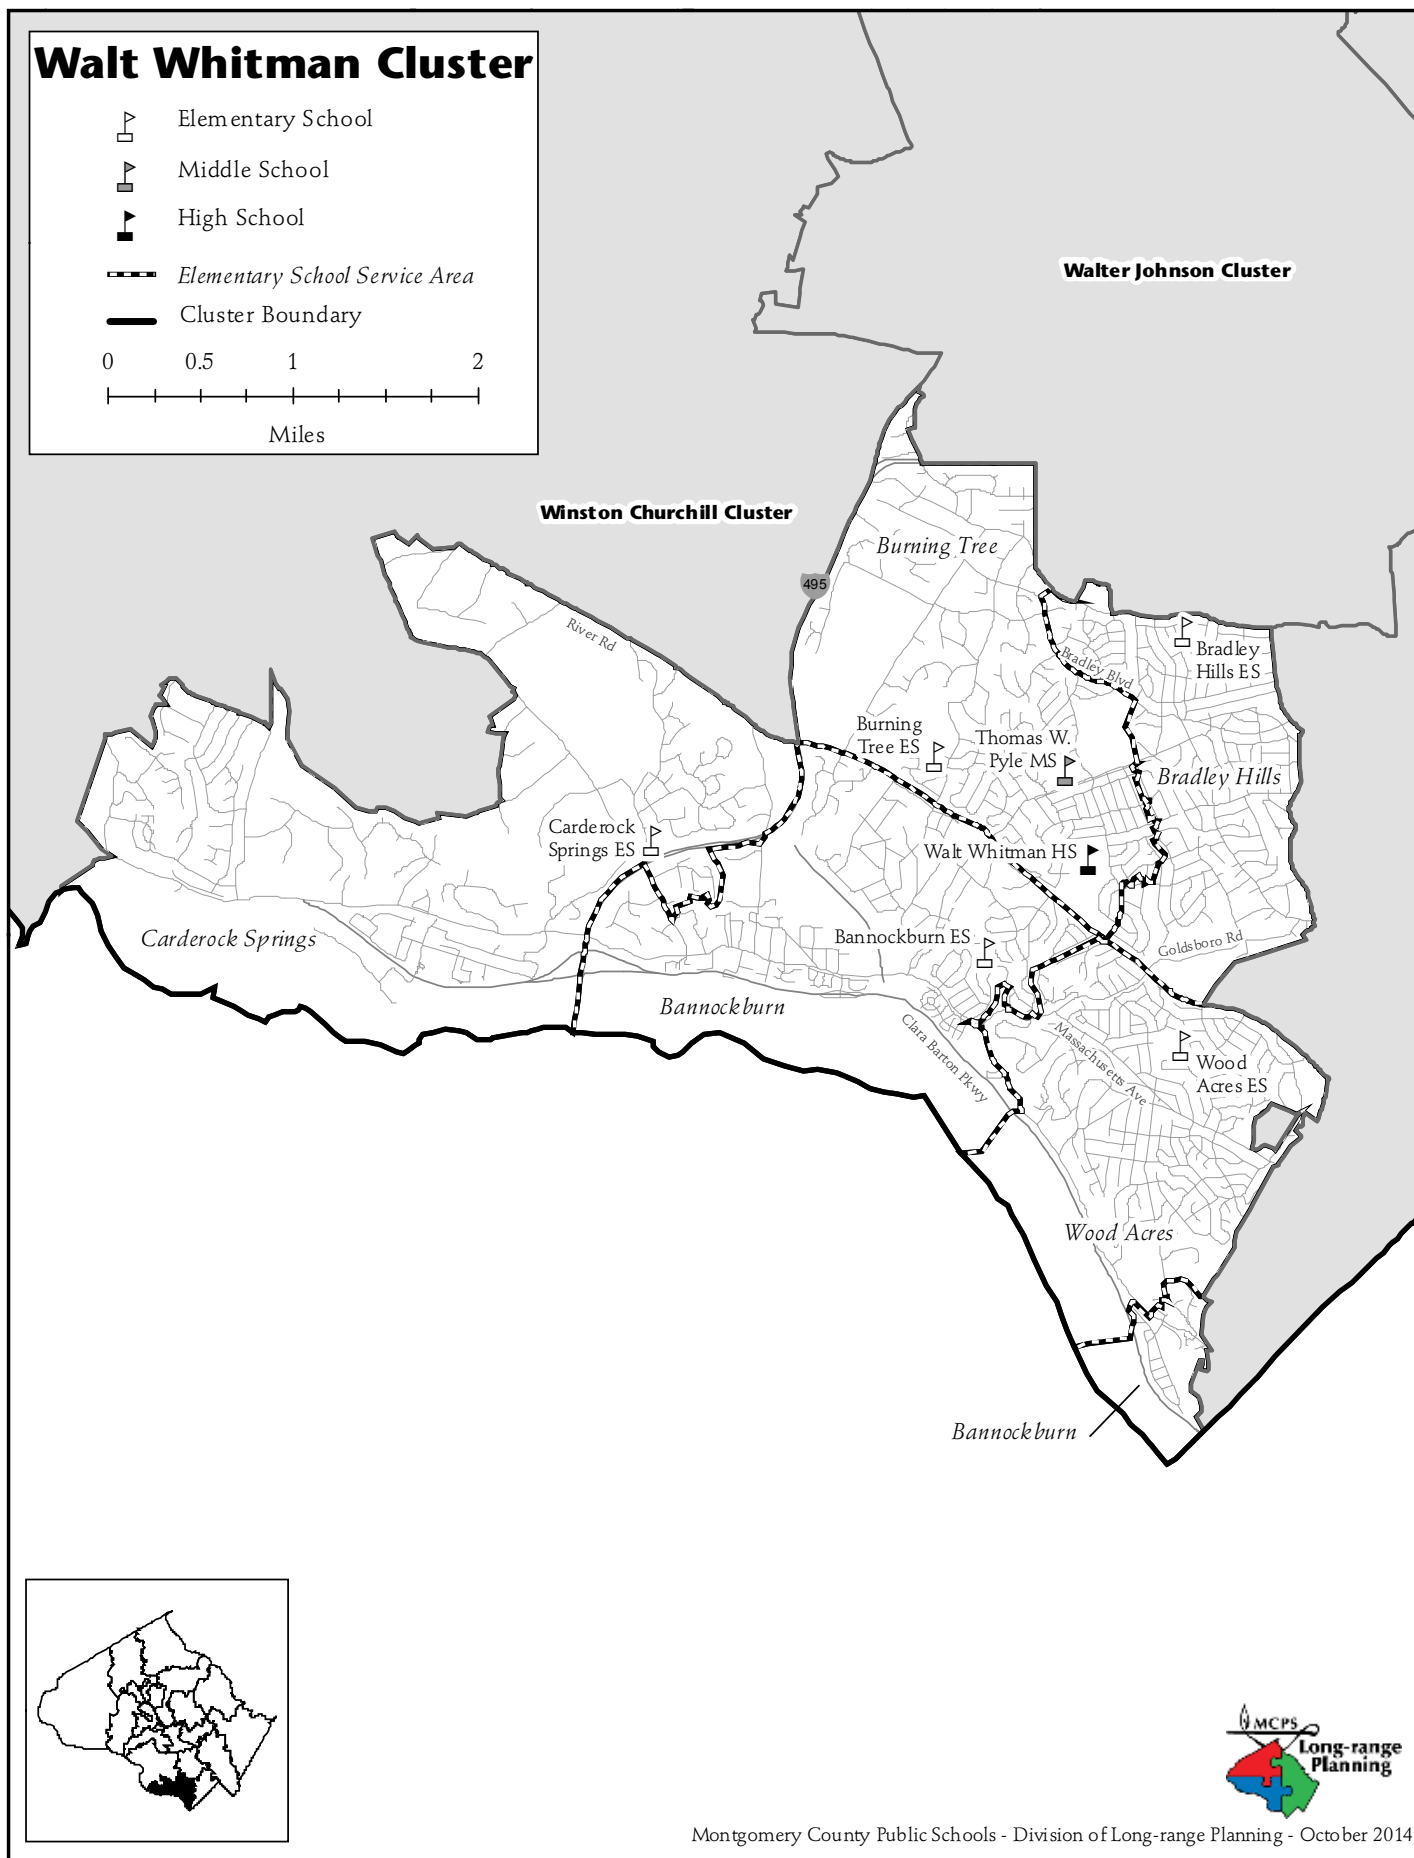 Walt Whitman Cluster
Elementary School
Middle School
High School
Elementary School Service Area
Cluster Boundary
0 0.5 1 2
Miles
Walter Johnson Cluster
Winston Churchill Cluster
Burning Tree
495
River Rd
Bradley Blvd
Bradley
Hills ES
Burning
Tree ES
Thomas W.
Pyle MS
Bradley Hills
Carderock
Springs ES
Walt Whitman HS
Carderock Springs
Bannockburn ES
Goldsboro Rd
Bannockburn
Clara Barton Pkwy
Massachusetts Ave
Wood
Acres ES
Wood Acres
Bannockburn
MCPS
Long-range
Planning
Montgomery County Public Schools - Division of Long-range Planning - October 2014